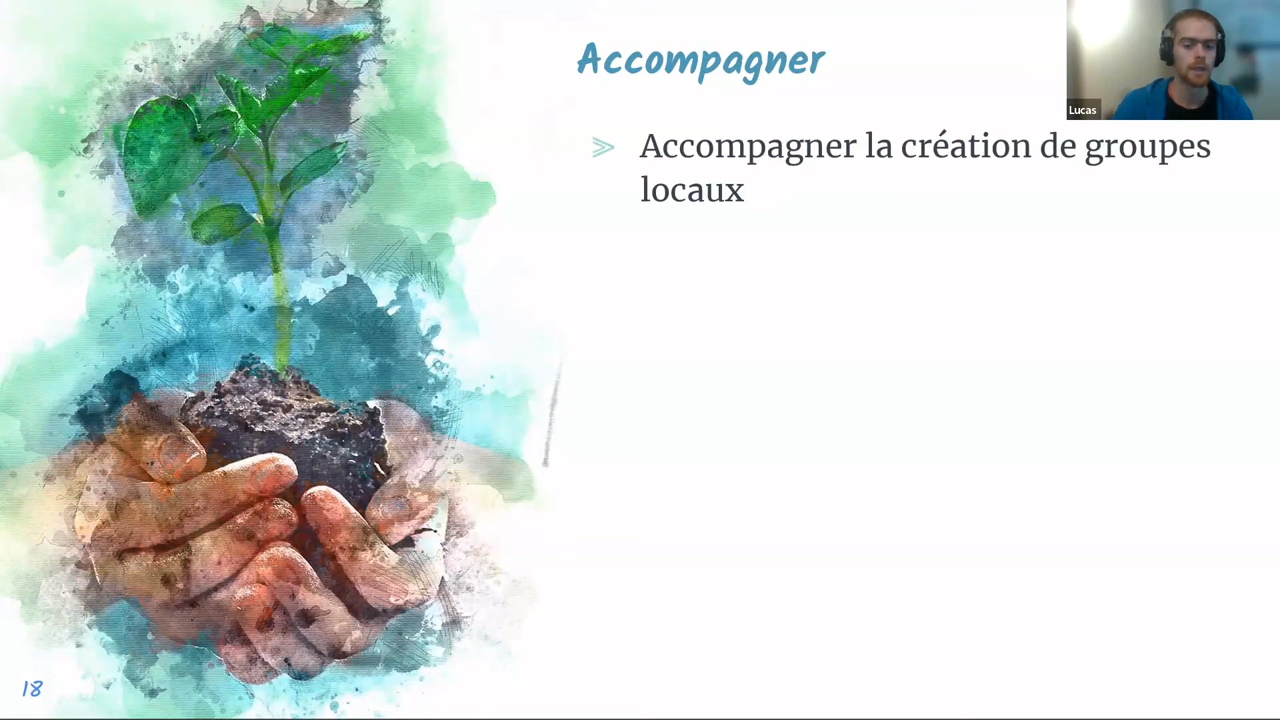 Accompagner
Lucas
Accompagner la création de groupes
locaux
18